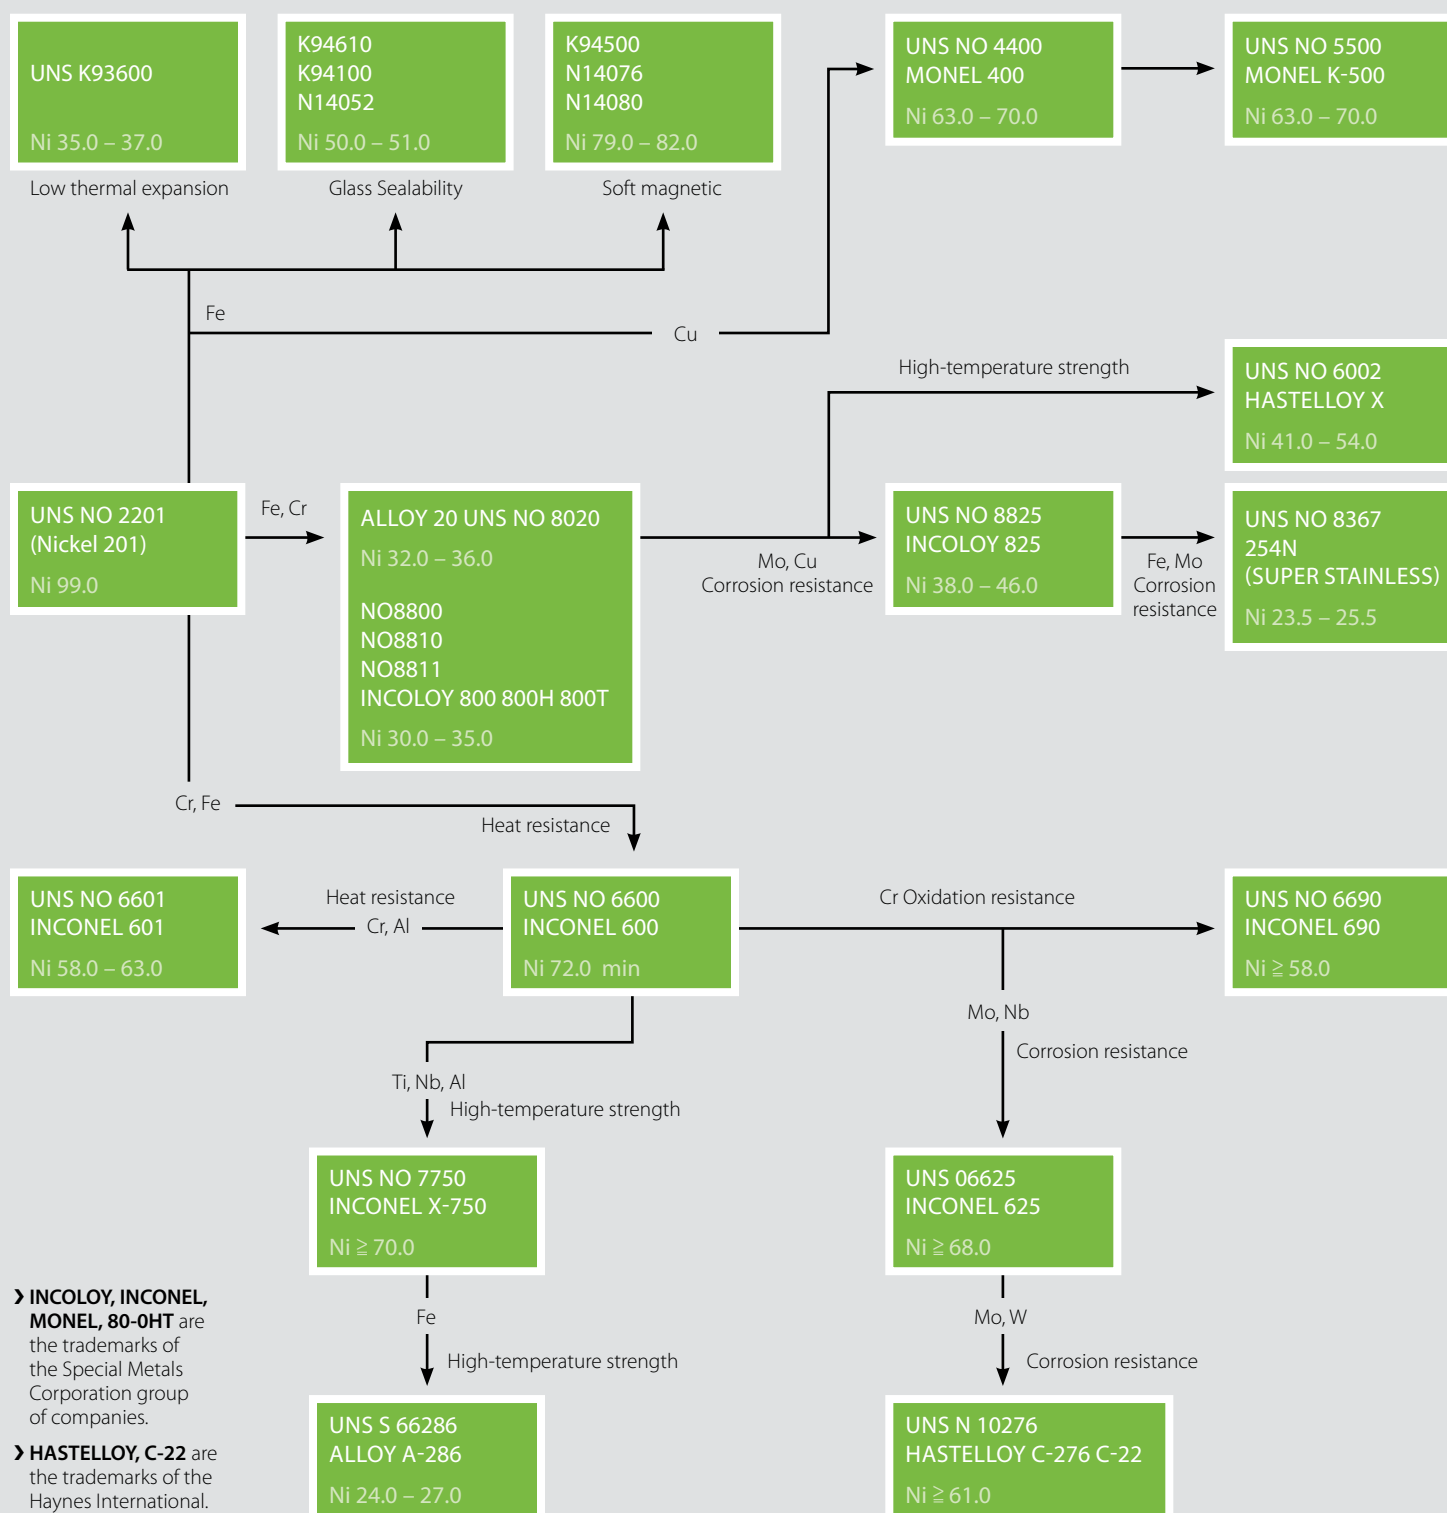 UNS K93600
Ni 35.0 – 37.0
Low thermal expansion
K94610
K94100
N14052
Ni 50.0 – 51.0
Glass Sealability
K94500
N14076
N14080
Ni 79.0 – 82.0
Soft magnetic
UNS NO 4400
MONEL 400
Ni 63.0 – 70.0
UNS NO 5500
MONEL K-500
Ni 63.0 – 70.0
Fe
Cu
High-temperature strength
UNS NO 6002
HASTELLOY X
Ni 41.0 – 54.0
UNS NO 2201
(Nickel 201)
Ni 99.0
Fe, Cr
ALLOY 20 UNS NO 8020
Ni 32.0 – 36.0
NO8800
NO8810
NO8811
INCOLOY 800 800H 800T
Ni 30.0 – 35.0
Mo, Cu
Corrosion resistance
UNS NO 8825
INCOLOY 825
Ni 38.0 – 46.0
Fe, Mo
Corrosion
resistance
UNS NO 8367
254N
(SUPER STAINLESS)
Ni 23.5 – 25.5
Cr, Fe
Heat resistance
UNS NO 6601
INCONEL 601
Ni 58.0 – 63.0
Heat resistance
Cr, Al
UNS NO 6600
INCONEL 600
Ni 72.0 min
Cr Oxidation resistance
UNS NO 6690
INCONEL 690
Ni ≧ 58.0
Mo, Nb
Corrosion resistance
Ti, Nb, Al
High-temperature strength
UNS NO 7750
INCONEL X-750
Ni ≧ 70.0
UNS 06625
INCONEL 625
Ni ≧ 68.0
Fe
High-temperature strength
Mo, W
Corrosion resistance
UNS S 66286
ALLOY A-286
Ni 24.0 – 27.0
UNS N 10276
HASTELLOY C-276 C-22
Ni ≧ 61.0
❯ INCOLOY, INCONEL,
MONEL, 80-0HT are
the trademarks of
the Special Metals
Corporation group
of companies.
❯ HASTELLOY, C-22 are
the trademarks of the
Haynes International.